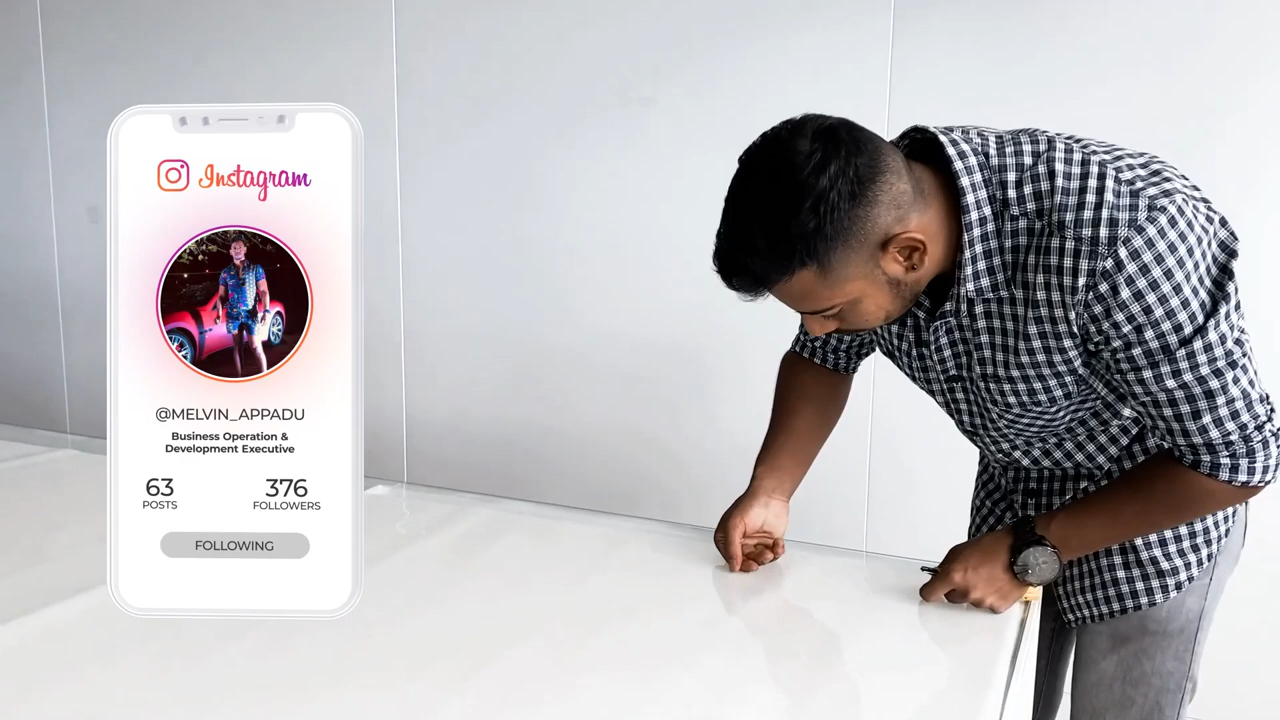 Instagram
@MELVIN_APPADU
Business Operation &
Development Executive
63
POSTS
376
FOLLOWERS
FOLLOWING